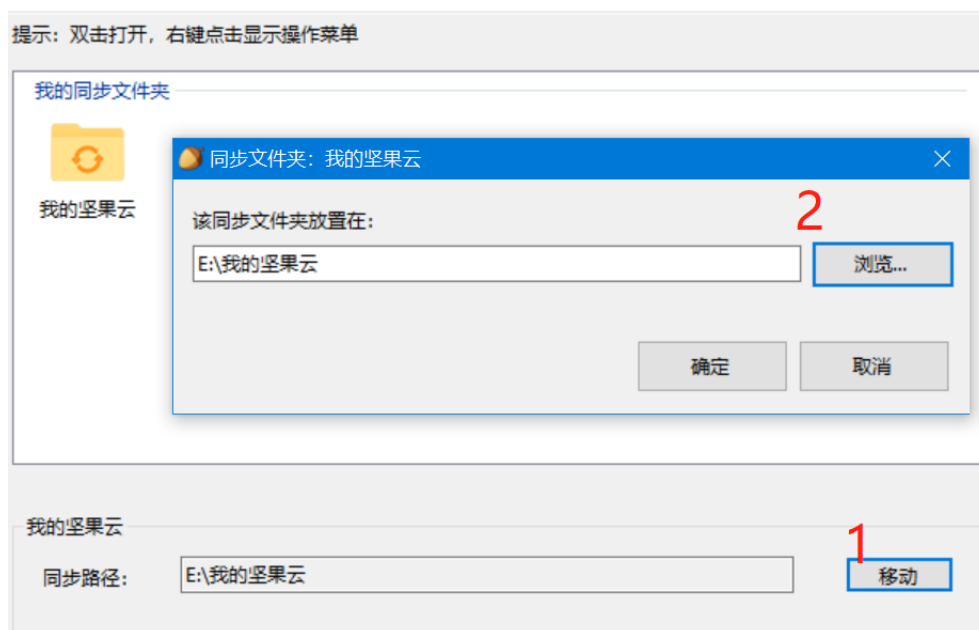 提示：双击打开，右键点击显示操作菜单
我的同步文件夹
我的坚果云
同步文件夹：我的坚果云
该同步文件夹放置在：
2
E:\我的坚果云
浏览...
确定
取消
我的坚果云
1
同步路径：
E:\我的坚果云
移动